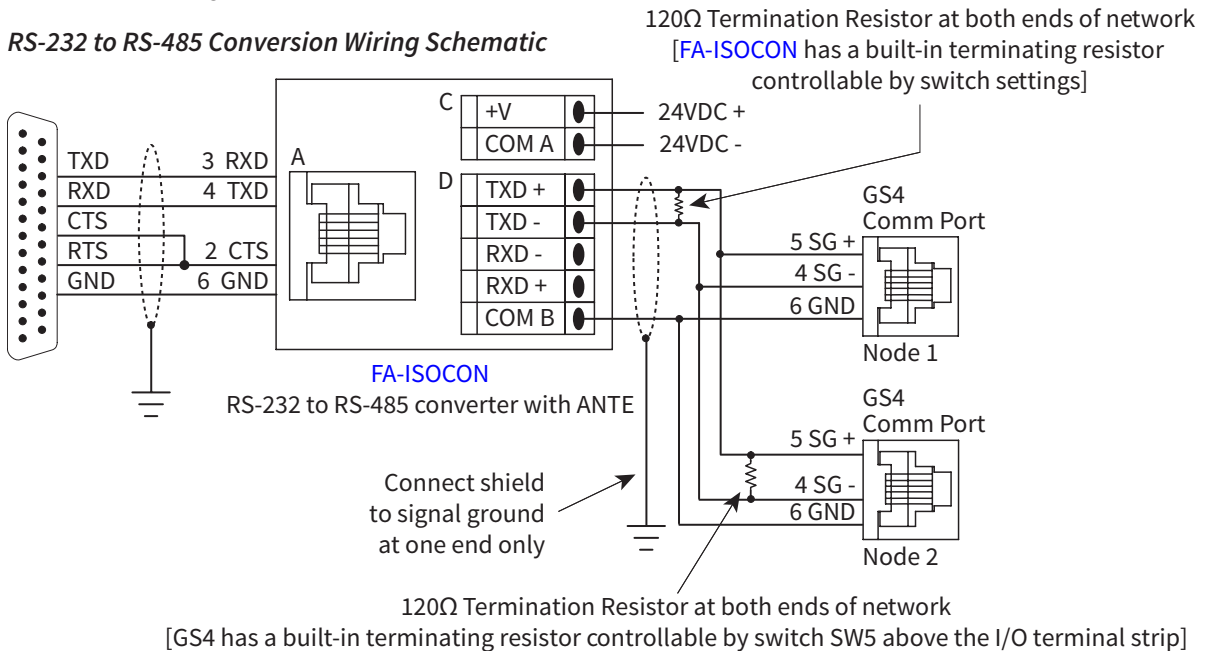 RS-232 to RS-485 Conversion Wiring Schematic
120Ω Termination Resistor at both ends of network
[FA-ISOCON has a built-in terminating resistor
controllable by switch settings]
TXD
RXD
CTS
RTS
GND
3 RXD
4 TXD
2 CTS
6 GND
A
C
+V
COM A
24VDC +
24VDC -
D
TXD +
TXD -
RXD -
RXD +
COM B
FA-ISOCON
RS-232 to RS-485 converter with ANTE
GS4
Comm Port
5 SG +
4 SG -
6 GND
Node 1
GS4
Comm Port
5 SG +
4 SG -
6 GND
Node 2
Connect shield
to signal ground
at one end only
120Ω Termination Resistor at both ends of network
[GS4 has a built-in terminating resistor controllable by switch SW5 above the I/O terminal strip]